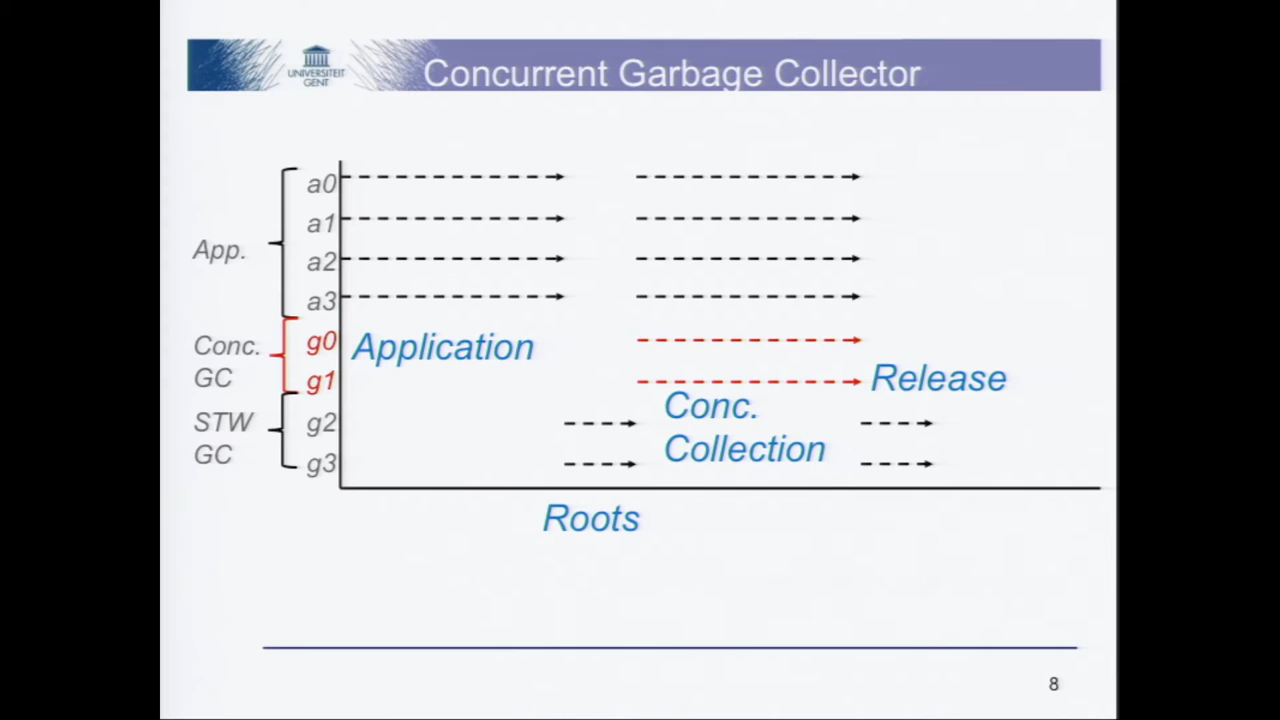 UNIVERSITEIT
GENT
Concurrent Garbage Collector
App.
a0
a1
a2
a3
Conc.
GC
g0
g1
STW
GC
g2
g3
Application
Release
Conc.
Collection
Roots
8